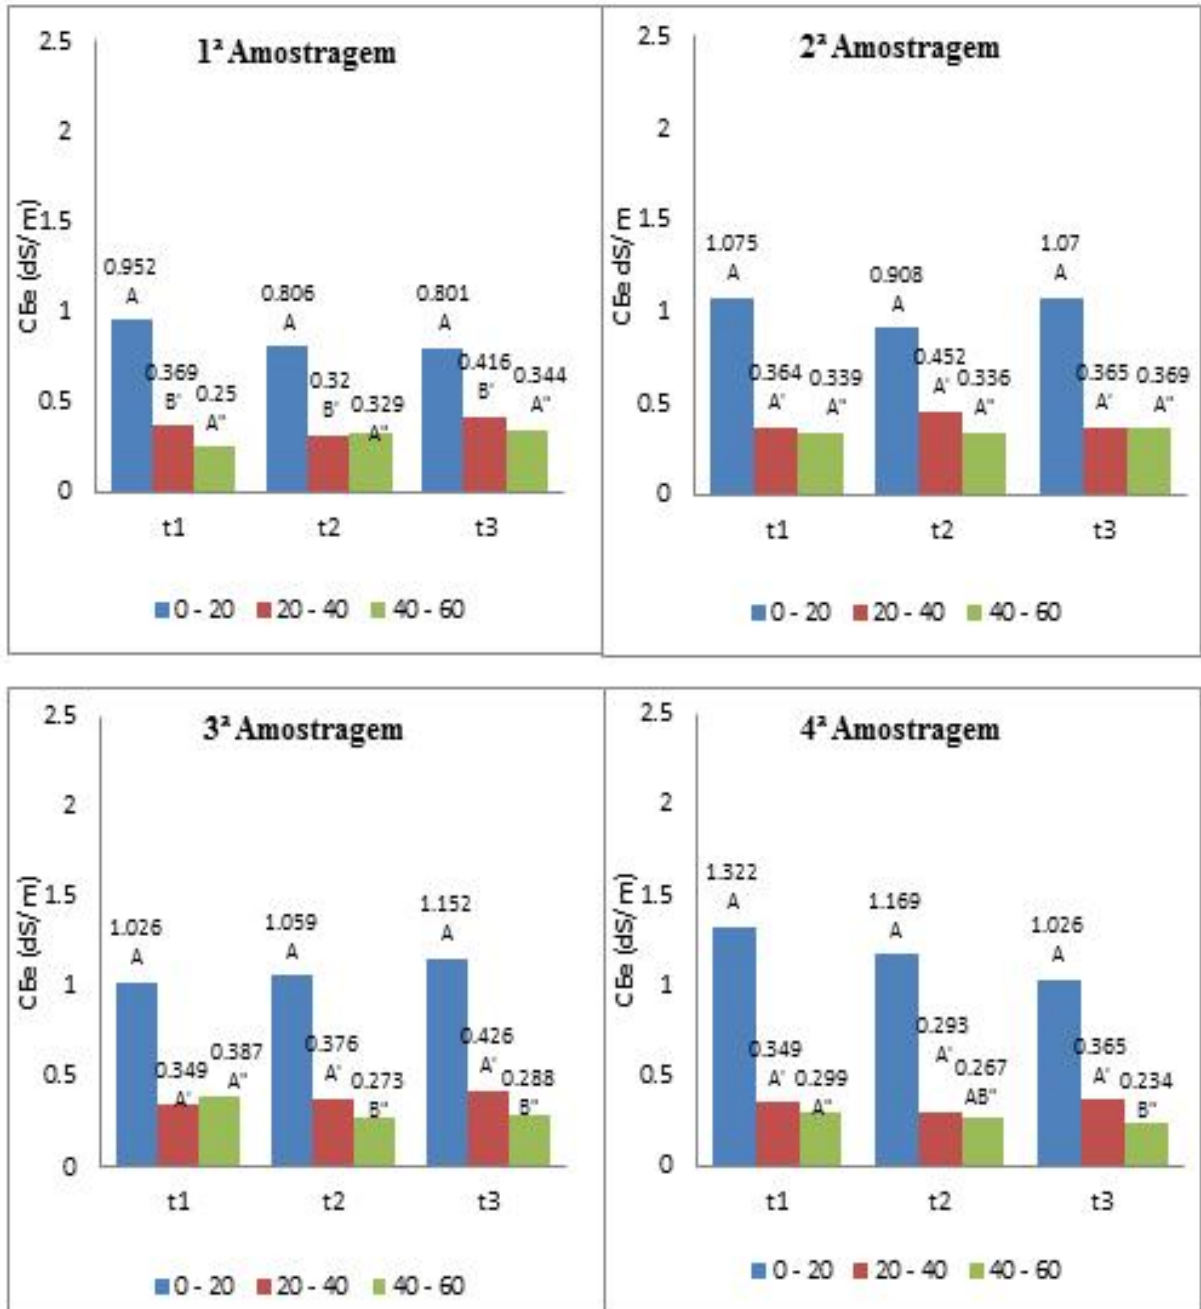 1ª Amostragem
2.5
2
1.5
1
0.5
0
CEe (dS/m)
0.952
A
0.369
B'
0.25
A"
0.806
A
0.32
B'
0.329
A"
0.801
A
0.416
B'
0.344
A"
t1 t2 t3
0 - 20 20 - 40 40 - 60
2ª Amostragem
2.5
2
1.5
1
0.5
0
CEe dS/m
1.075
A
0.364
A'
0.339
A"
0.908
A
0.452
A'
0.336
A"
1.07
A
0.365
A'
0.369
A"
t1 t2 t3
0 - 20 20 - 40 40 - 60
3ª Amostragem
2.5
2
1.5
1
0.5
0
CEe (dS/m)
1.026
A
0.349
A'
0.387
A"
1.059
A
0.376
A'
0.273
B"
1.152
A
0.426
A'
0.288
B"
t1 t2 t3
0 - 20 20 - 40 40 - 60
4ª Amostragem
2.5
2
1.5
1
0.5
0
CEe (dS/m)
1.322
A
0.349
A'
0.299
A"
1.169
A
0.293
A'
0.267
AB"
1.026
A
0.365
A'
0.234
B"
t1 t2 t3
0 - 20 20 - 40 40 - 60